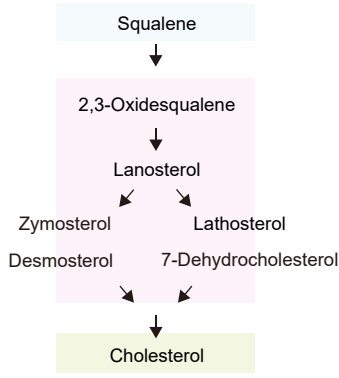 Squalene
2,3-Oxidesqualene
Lanosterol
Zymosterol Lathosterol
Desmosterol 7-Dehydrocholesterol
Cholesterol